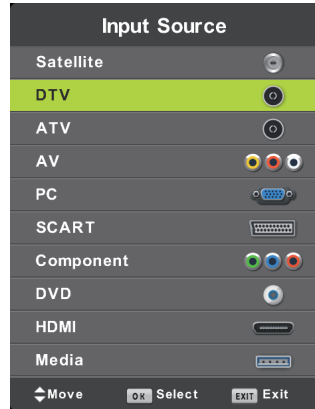 Input Source
Satellite
DTV
ATV
AV
PC
SCART
Component
DVD
HDMI
Media
Move OK Select EXIT Exit